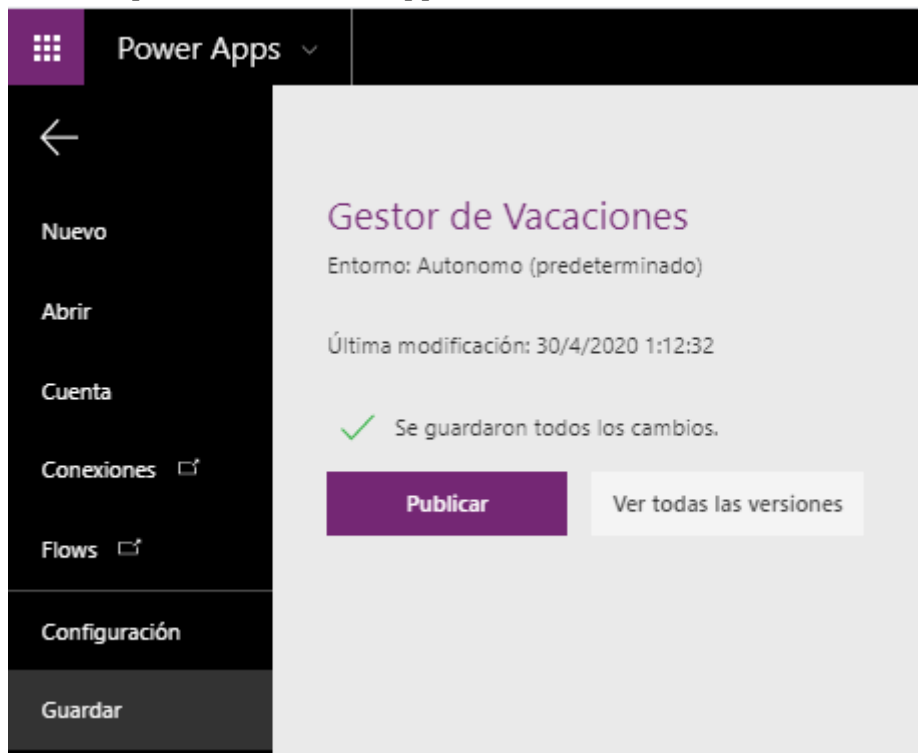 Power Apps
Nuevo
Abrir
Cuenta
Conexiones
Flows
Configuración
Guardar
Gestor de Vacaciones
Entorno: Autonomo (predeterminado)
Última modificación: 30/4/2020 1:12:32
Se guardaron todos los cambios.
Publicar
Ver todas las versiones